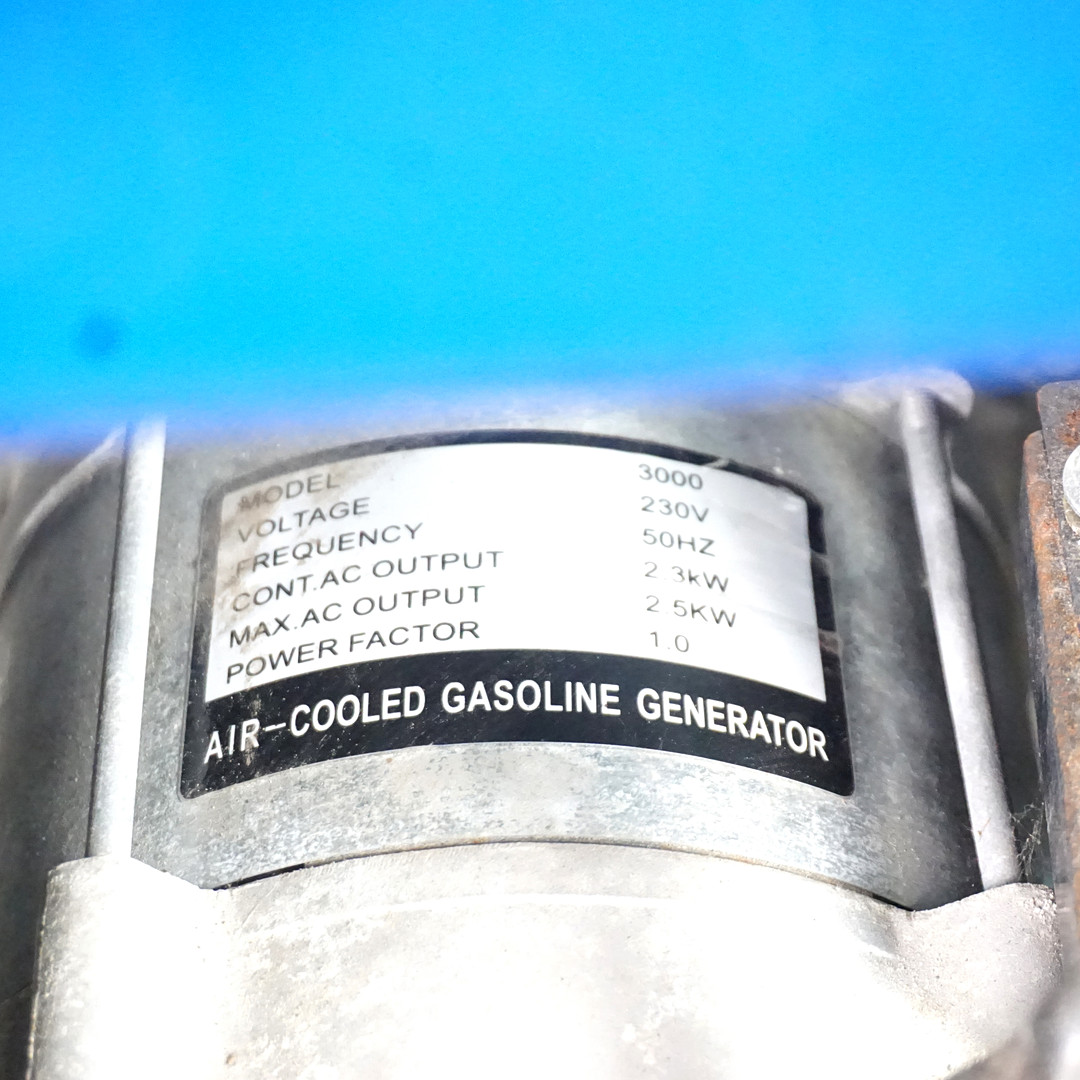 MODEL 3000
VOLTAGE 230V
FREQUENCY 50HZ
CONT.AC OUTPUT 2.3kW
MAX.AC OUTPUT 2.5KW
POWER FACTOR 1.0
AIR-COOLED GASOLINE GENERATOR